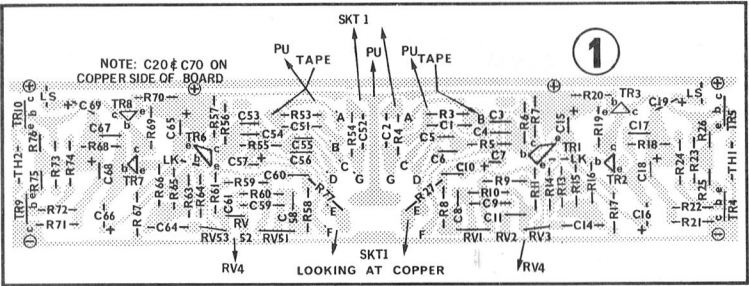 SKT 1
1
PU TAPE PU PU TAPE
NOTE: C20 ¢ C70 ON
COPPER SIDE OF BOARD
LS C69 TR8 R70 R57 R56 C53 R53 A A R3 B C3 R6 R7 R20 TR3 C19 LS
TR10 b c e C67 R69 C65 C54 C51 R54 C52 C2 R4 C1 C4 C15 R19 C17 R26 TR5
R76 R68 TR6 R55 C55 B C5 R5 TR1 R18
TH2 R73 R74 C68 TR7 LK C57 C56 C C C6 C7 LK TR2 C18 R24 R23 TH1
R75 R66 R65 R64 R63 R61 R59 C60 D G G D C10 R9 R11 R14 R13 R15 R16 R25
TR9 R60 R77 R27 R10 TR4
R72 C66 R67 C61 C59 C58 R58 E E R8 C8 C9 C11 R17 C16 R22
R71 C64 RV53 RV 52 RV51 F F RV1 RV2 RV3 C14 R21
RV4 SKT1 RV4
LOOKING AT COPPER